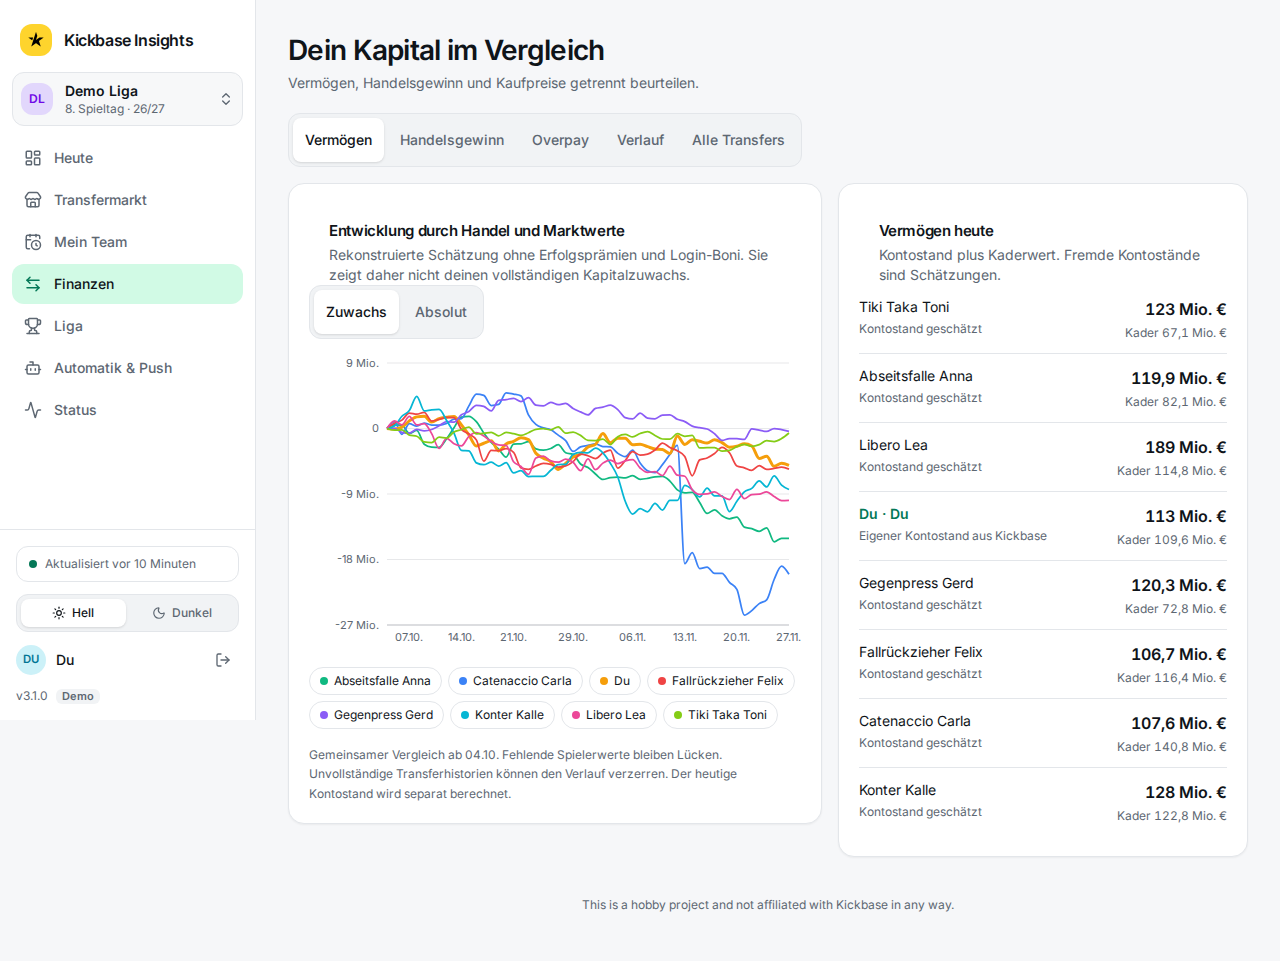 Kickbase Insights
DL
Demo Liga
8. Spieltag · 26/27
Heute
Transfermarkt
Mein Team
Finanzen
Liga
Automatik & Push
Status
Aktualisiert vor 10 Minuten
Hell
Dunkel
DU
Du
v3.1.0
Demo
Dein Kapital im Vergleich
Vermögen, Handelsgewinn und Kaufpreise getrennt beurteilen.
Vermögen
Handelsgewinn
Overpay
Verlauf
Alle Transfers
Entwicklung durch Handel und Marktwerte
Rekonstruierte Schätzung ohne Erfolgsprämien und Login-Boni. Sie
zeigt daher nicht deinen vollständigen Kapitalzuwachs.
Zuwachs
Absolut
9 Mio.
0
-9 Mio.
-18 Mio.
-27 Mio.
07.10.
14.10.
21.10.
29.10.
06.11.
13.11.
20.11.
27.11.
Abseitsfalle Anna
Catenaccio Carla
Du
Fallrückzieher Felix
Gegenpress Gerd
Konter Kalle
Libero Lea
Tiki Taka Toni
Gemeinsamer Vergleich ab 04.10. Fehlende Spielerwerte bleiben Lücken.
Unvollständige Transferhistorien können den Verlauf verzerren. Der heutige
Kontostand wird separat berechnet.
Vermögen heute
Kontostand plus Kaderwert. Fremde Kontostände
sind Schätzungen.
Tiki Taka Toni
123 Mio. €
Kontostand geschätzt
Kader 67,1 Mio. €
Abseitsfalle Anna
119,9 Mio. €
Kontostand geschätzt
Kader 82,1 Mio. €
Libero Lea
189 Mio. €
Kontostand geschätzt
Kader 114,8 Mio. €
Du · Du
113 Mio. €
Eigener Kontostand aus Kickbase
Kader 109,6 Mio. €
Gegenpress Gerd
120,3 Mio. €
Kontostand geschätzt
Kader 72,8 Mio. €
Fallrückzieher Felix
106,7 Mio. €
Kontostand geschätzt
Kader 116,4 Mio. €
Catenaccio Carla
107,6 Mio. €
Kontostand geschätzt
Kader 140,8 Mio. €
Konter Kalle
128 Mio. €
Kontostand geschätzt
Kader 122,8 Mio. €
This is a hobby project and not affiliated with Kickbase in any way.